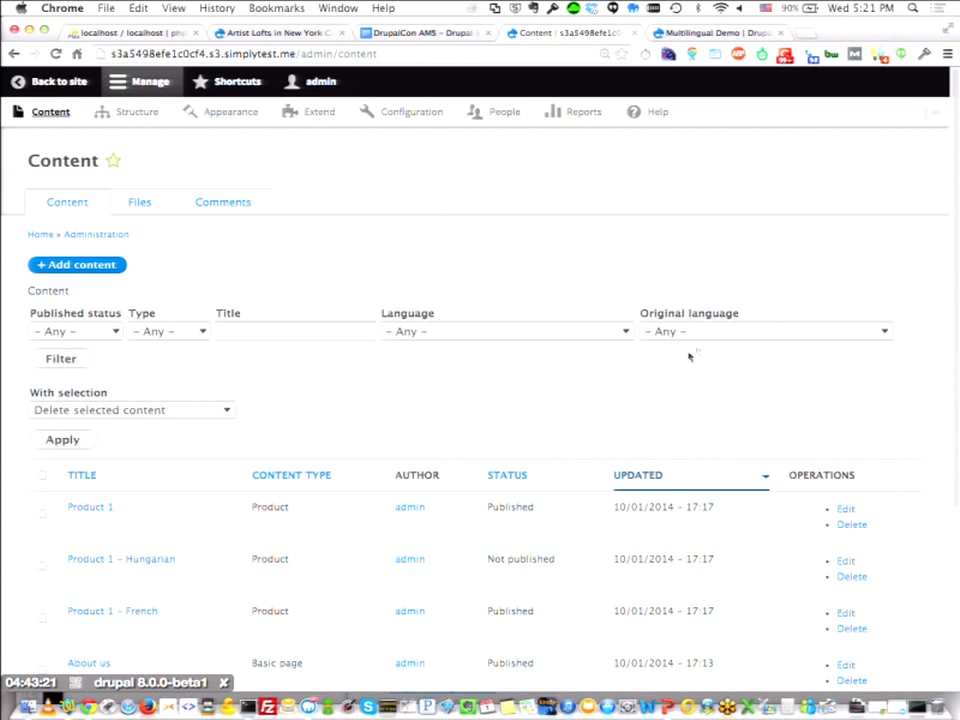 Chrome File Edit View History Bookmarks Window Help 90% Wed 5:21 PM
localhost / localhost | php Artist Lofts in New York C DrupalCon AMS – Drupal 8 Content | s3a5498efe1c0cf4 Multilingual Demo | Drupa
s3a5498efe1c0cf4.s3.simplytest.me/admin/content
Back to site Manage Shortcuts admin
Content Structure Appearance Extend Configuration People Reports Help
Content
Content Files Comments
Home » Administration
+ Add content
Content
Published status Type Title Language Original language
– Any – – Any – – Any – – Any –
Filter
With selection
Delete selected content
Apply
TITLE CONTENT TYPE AUTHOR STATUS UPDATED OPERATIONS
Product 1 Product admin Published 10/01/2014 – 17:17 Edit
Delete
Product 1 – Hungarian Product admin Not published 10/01/2014 – 17:17 Edit
Delete
Product 1 – French Product admin Published 10/01/2014 – 17:17 Edit
Delete
About us Basic page admin Published 10/01/2014 – 17:13 Edit
Delete
04:43:21 drupal 8.0.0-beta1